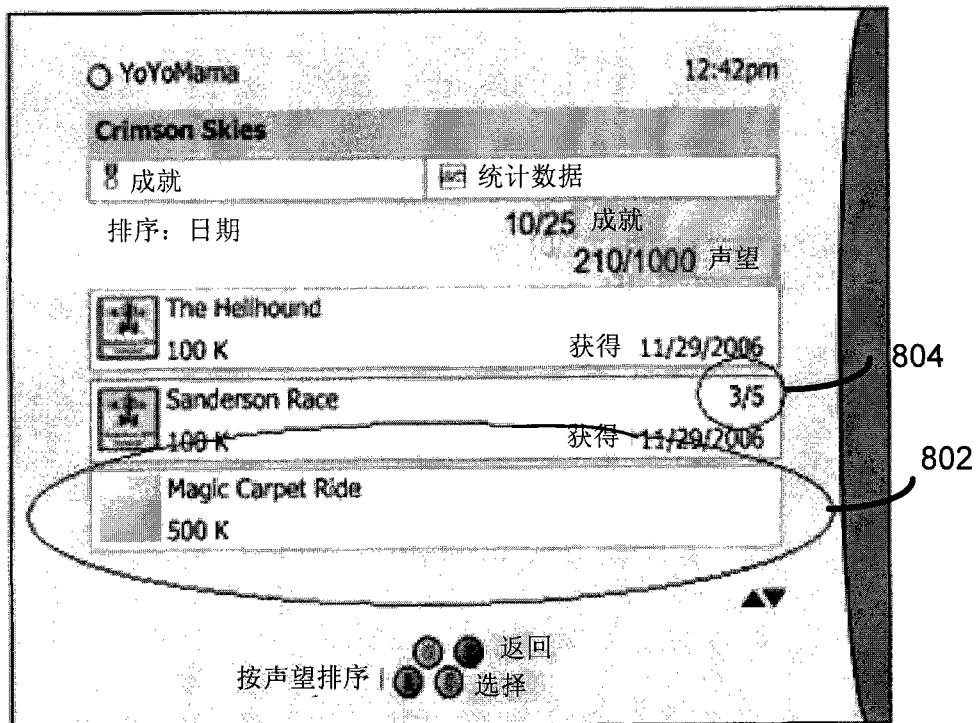 YoYoMama 12:42pm
Crimson Skies
成就 统计数据
排序：日期 10/25 成就
210/1000 声望
The Hellhound
100 K 获得 11/29/2006
804
Sanderson Race 3/5
100 K 获得 11/29/2006
802
Magic Carpet Ride
500 K
返回
按声望排序 选择